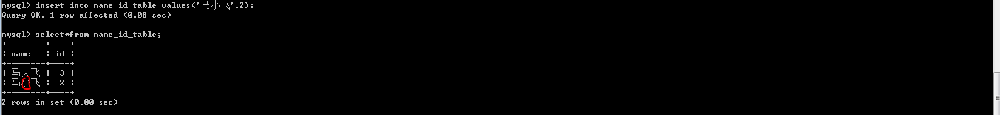 mysql> insert into name_id_table values('马小飞',2);
Query OK, 1 row affected (0.08 sec)
mysql> select*from name_id_table;
+--------+----+
| name   | id |
+--------+----+
| 马大飞 |  3 |
| 马小飞 |  2 |
+--------+----+
2 rows in set (0.00 sec)